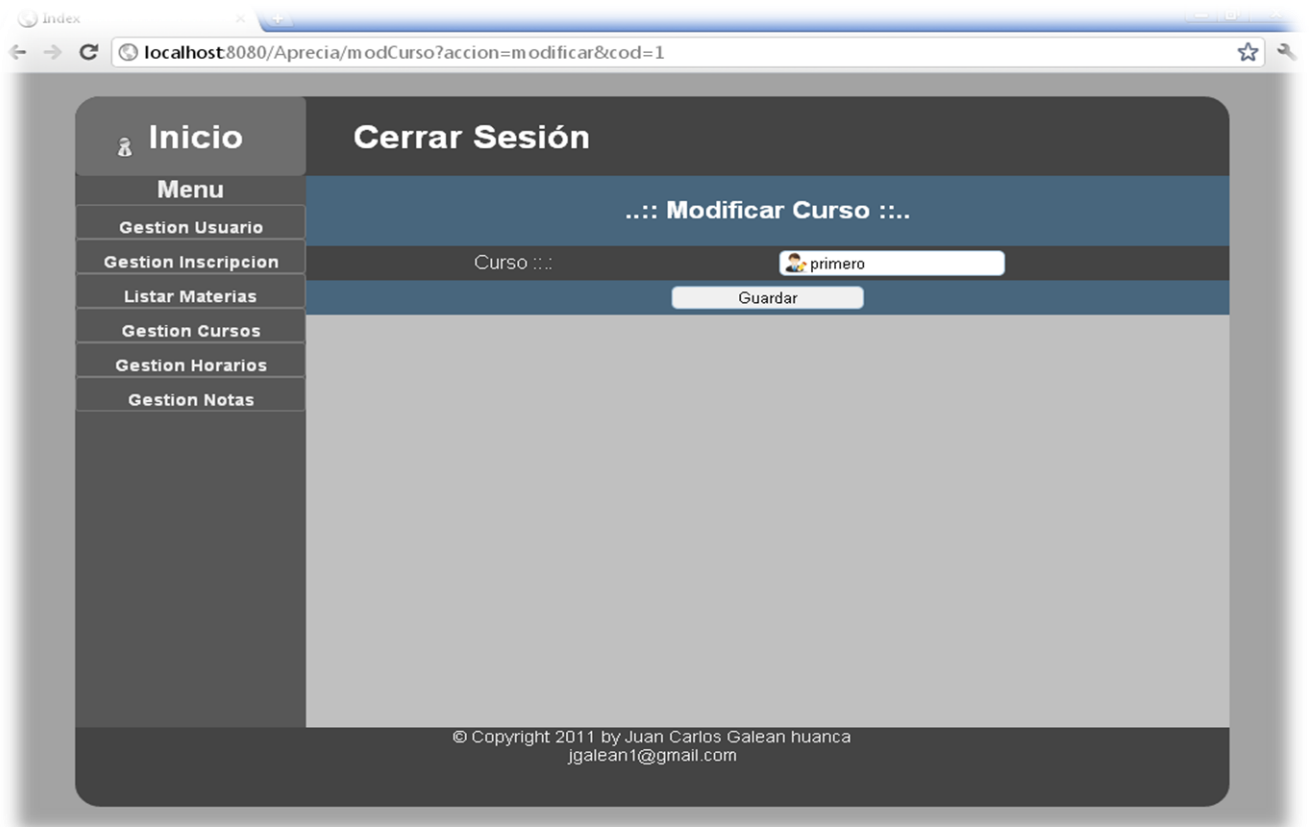 Index
localhost:8080/Aprecia/modCurso?accion=modificar&cod=1
Inicio
Cerrar Sesión
Menu
Gestion Usuario
Gestion Inscripcion
Listar Materias
Gestion Cursos
Gestion Horarios
Gestion Notas
..:: Modificar Curso ::..
Curso ::.:
primero
Guardar
© Copyright 2011 by Juan Carlos Galean huanca
jgalean1@gmail.com